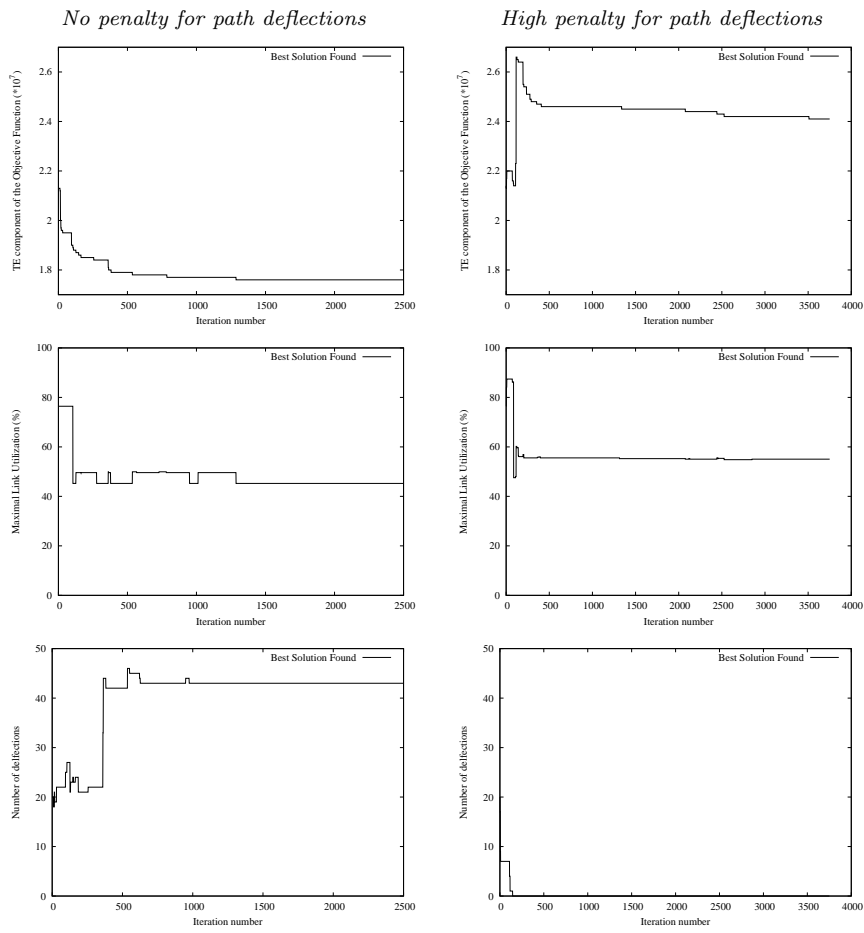 No penalty for path deflections
High penalty for path deflections
TE component of the Objective Function (*10^7)
2.6
2.4
2.2
2
1.8
0 500 1000 1500 2000 2500
Iteration number
Best Solution Found
TE component of the Objective Function (*10^7)
2.6
2.4
2.2
2
1.8
0 500 1000 1500 2000 2500 3000 3500 4000
Iteration number
Best Solution Found
Maximal Link Utilization (%)
100
80
60
40
20
0
0 500 1000 1500 2000 2500
Iteration number
Best Solution Found
Maximal Link Utilization (%)
100
80
60
40
20
0
0 500 1000 1500 2000 2500 3000 3500 4000
Iteration number
Best Solution Found
Number of delfections
50
40
30
20
10
0
0 500 1000 1500 2000 2500
Iteration number
Best Solution Found
Number of delfections
50
40
30
20
10
0
0 500 1000 1500 2000 2500 3000 3500 4000
Iteration number
Best Solution Found